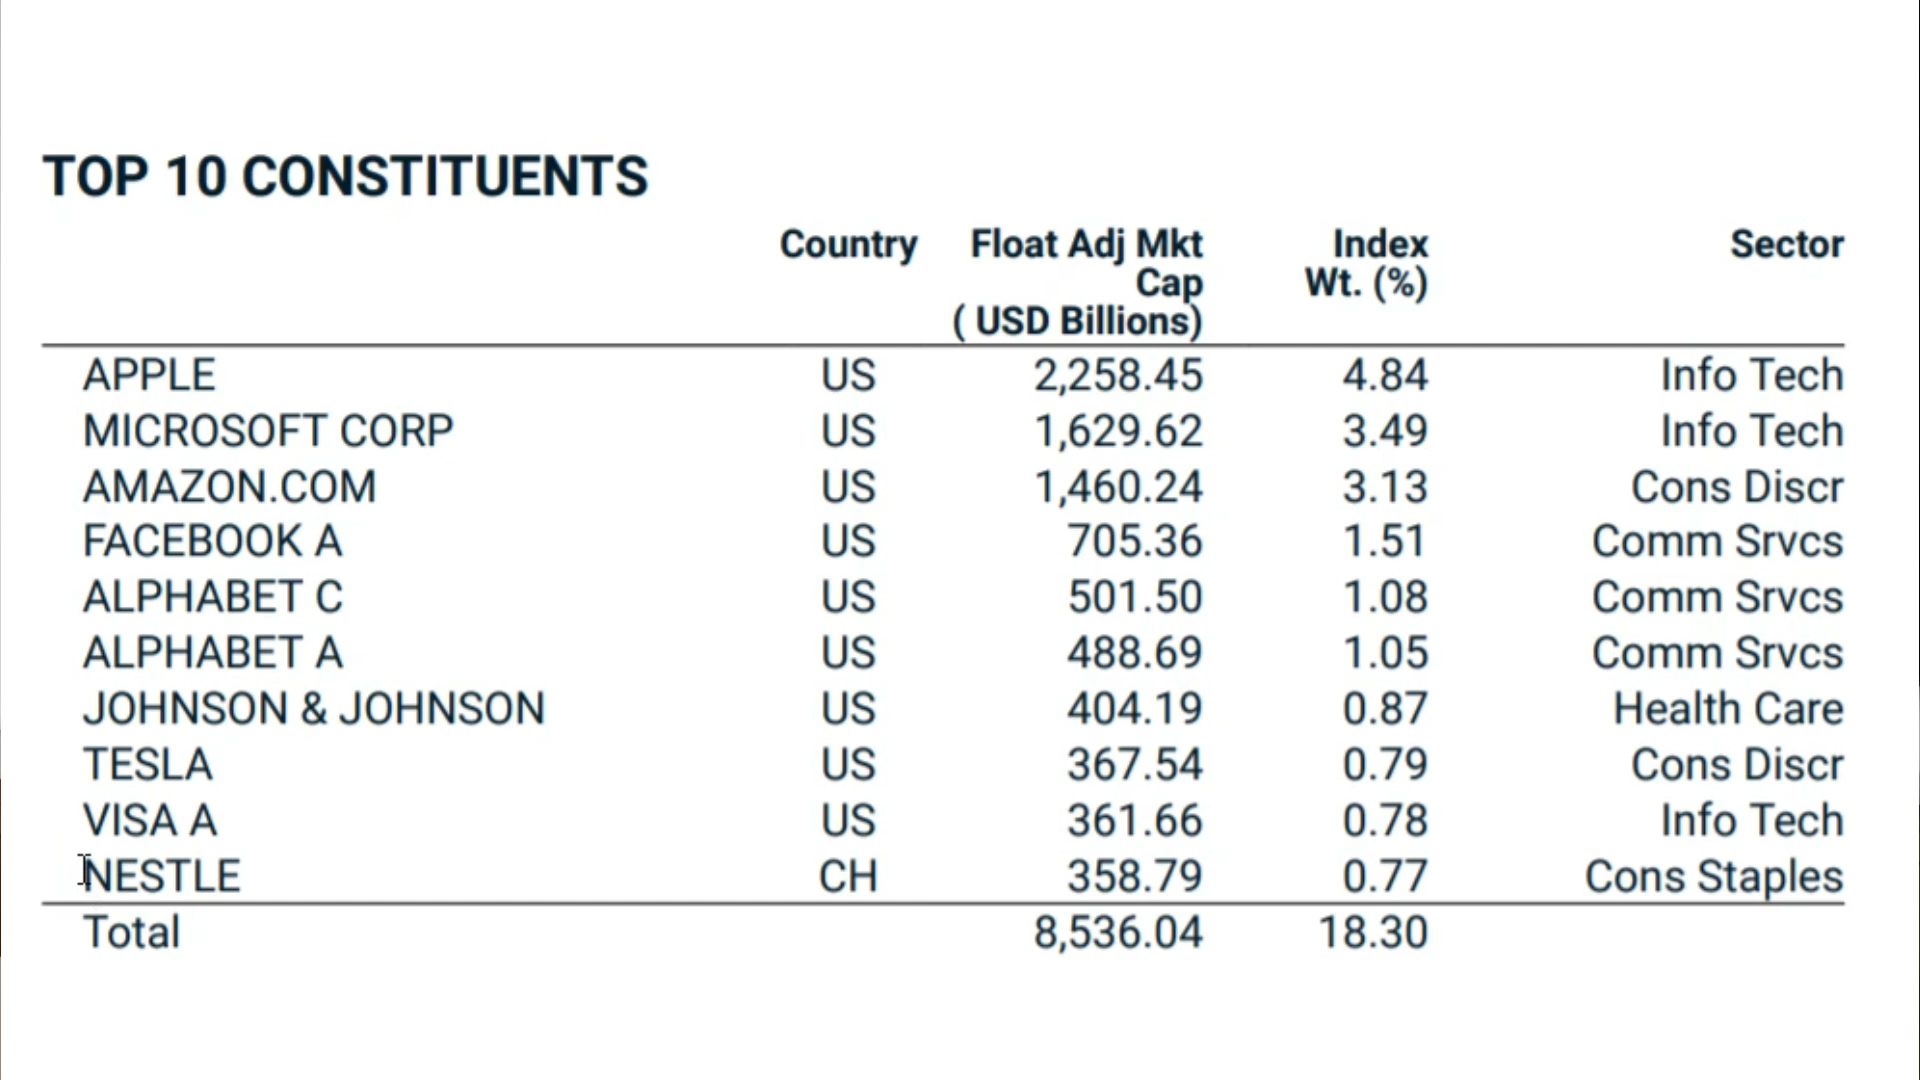 TOP 10 CONSTITUENTS
Country Float Adj Mkt Cap ( USD Billions) Index Wt. (%) Sector
APPLE US 2,258.45 4.84 Info Tech
MICROSOFT CORP US 1,629.62 3.49 Info Tech
AMAZON.COM US 1,460.24 3.13 Cons Discr
FACEBOOK A US 705.36 1.51 Comm Srvcs
ALPHABET C US 501.50 1.08 Comm Srvcs
ALPHABET A US 488.69 1.05 Comm Srvcs
JOHNSON & JOHNSON US 404.19 0.87 Health Care
TESLA US 367.54 0.79 Cons Discr
VISA A US 361.66 0.78 Info Tech
NESTLE CH 358.79 0.77 Cons Staples
Total 8,536.04 18.30